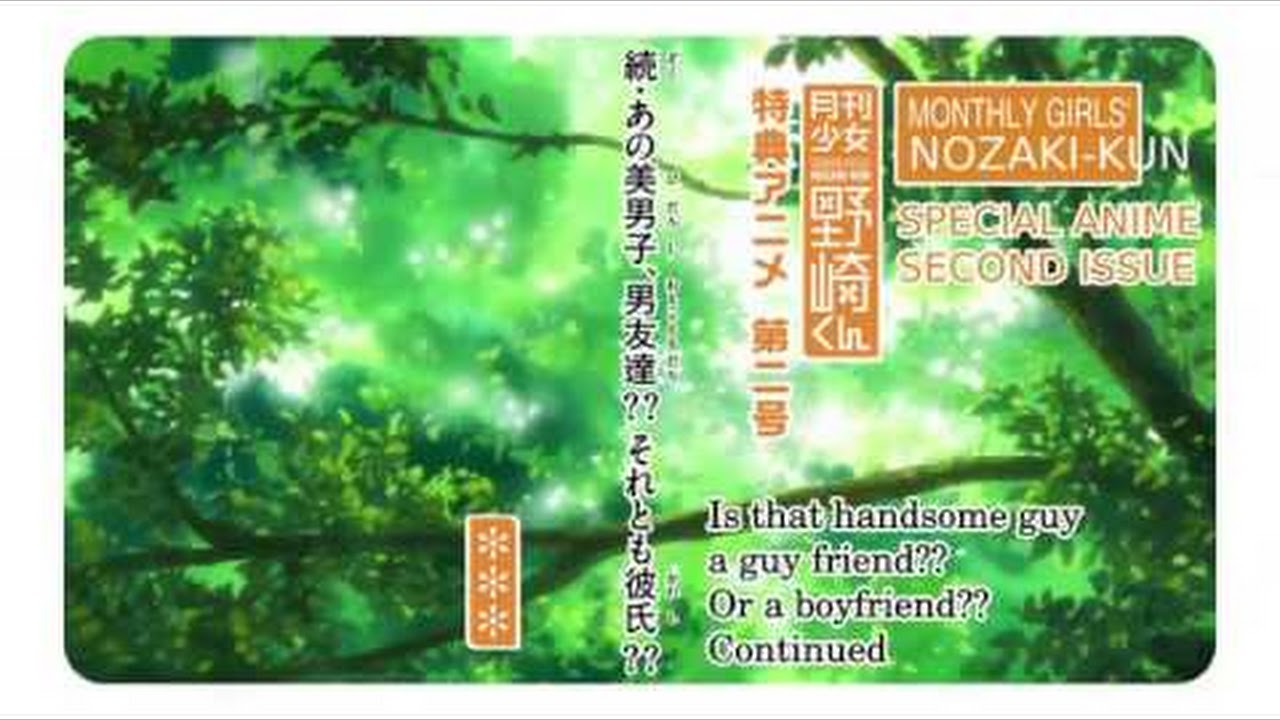 MONTHLY GIRLS'
NOZAKI-KUN
SPECIAL ANIME
SECOND ISSUE
月刊
少女
野崎くん
特典アニメ 第二号
続・あの美男子、男友達?? それとも彼氏??
Is that handsome guy
a guy friend??
Or a boyfriend??
Continued
***